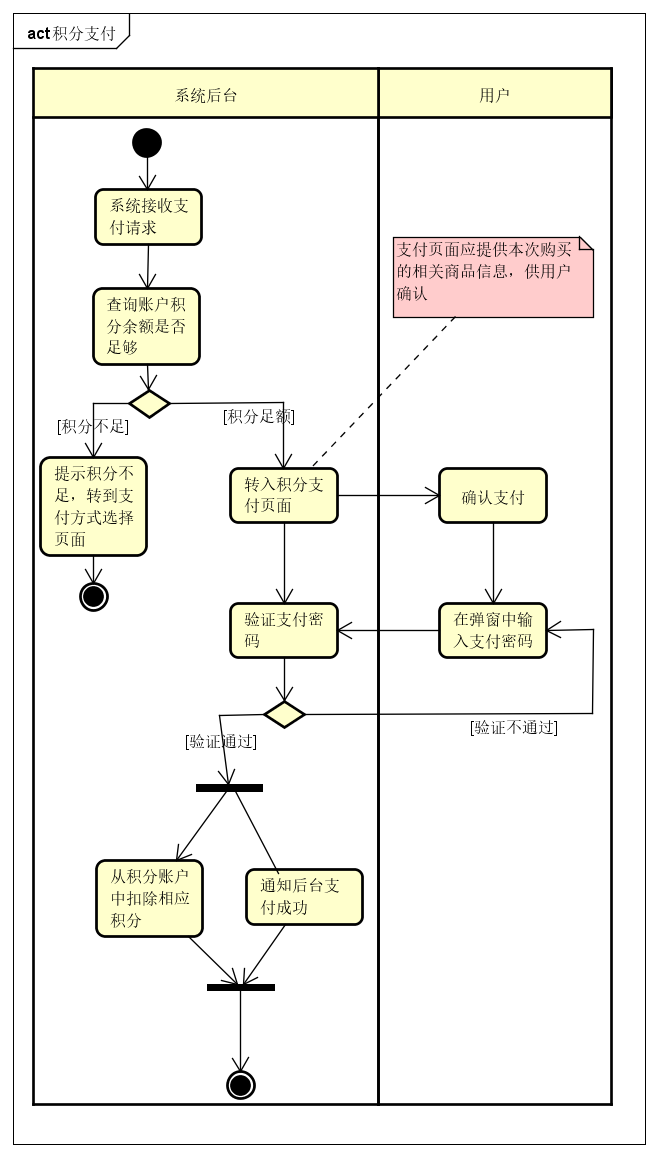 act 积分支付
系统后台
用户
系统接收支
付请求
支付页面应提供本次购买
的相关商品信息，供用户
确认
查询账户积
分余额是否
足够
[积分不足]
[积分足额]
提示积分不
足，转到支
付方式选择
页面
转入积分支
付页面
确认支付
验证支付密
码
在弹窗中输
入支付密码
[验证通过]
[验证不通过]
从积分账户
中扣除相应
积分
通知后台支
付成功